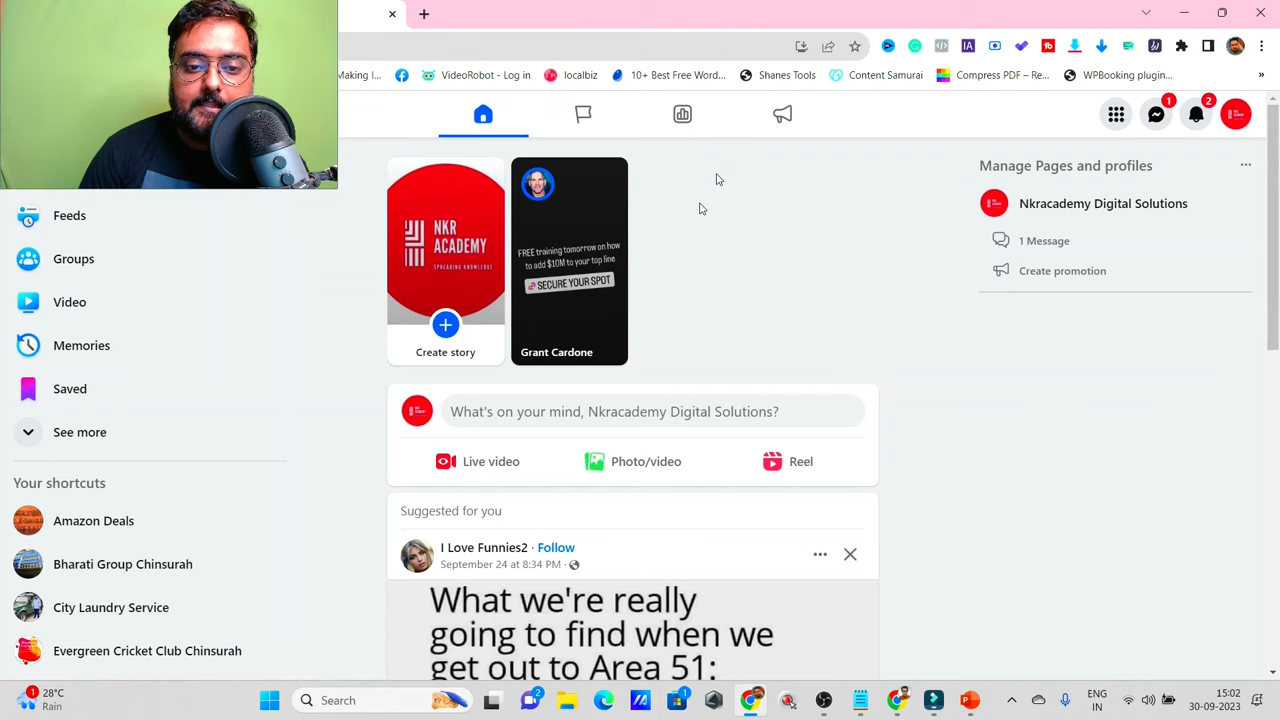 Making I...
VideoRobot - Log in
localbiz
10+ Best Free Word...
Shanes Tools
Content Samurai
Compress PDF – Re...
WPBooking plugin...
»
IA
1
2
Feeds
Groups
Video
Memories
Saved
See more
Your shortcuts
Amazon Deals
Bharati Group Chinsurah
City Laundry Service
Evergreen Cricket Club Chinsurah
NKR
ACADEMY
SPREADING KNOWLEDGE
Create story
FREE training tomorrow on how
to add $10M to your top line
SECURE YOUR SPOT
Grant Cardone
What's on your mind, Nkracademy Digital Solutions?
Live video
Photo/video
Reel
Suggested for you
I Love Funnies2 · Follow
September 24 at 8:34 PM ·
What we're really
going to find when we
get out to Area 51:
Manage Pages and profiles
Nkracademy Digital Solutions
1 Message
Create promotion
1
28°C
Rain
Search
2
1
ENG
IN
15:02
30-09-2023